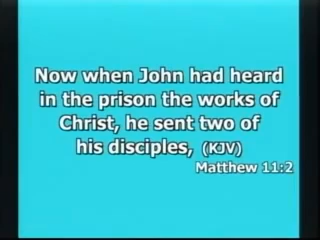 Now when John had heard
in the prison the works of
Christ, he sent two of
his disciples, (KJV)
Matthew 11:2